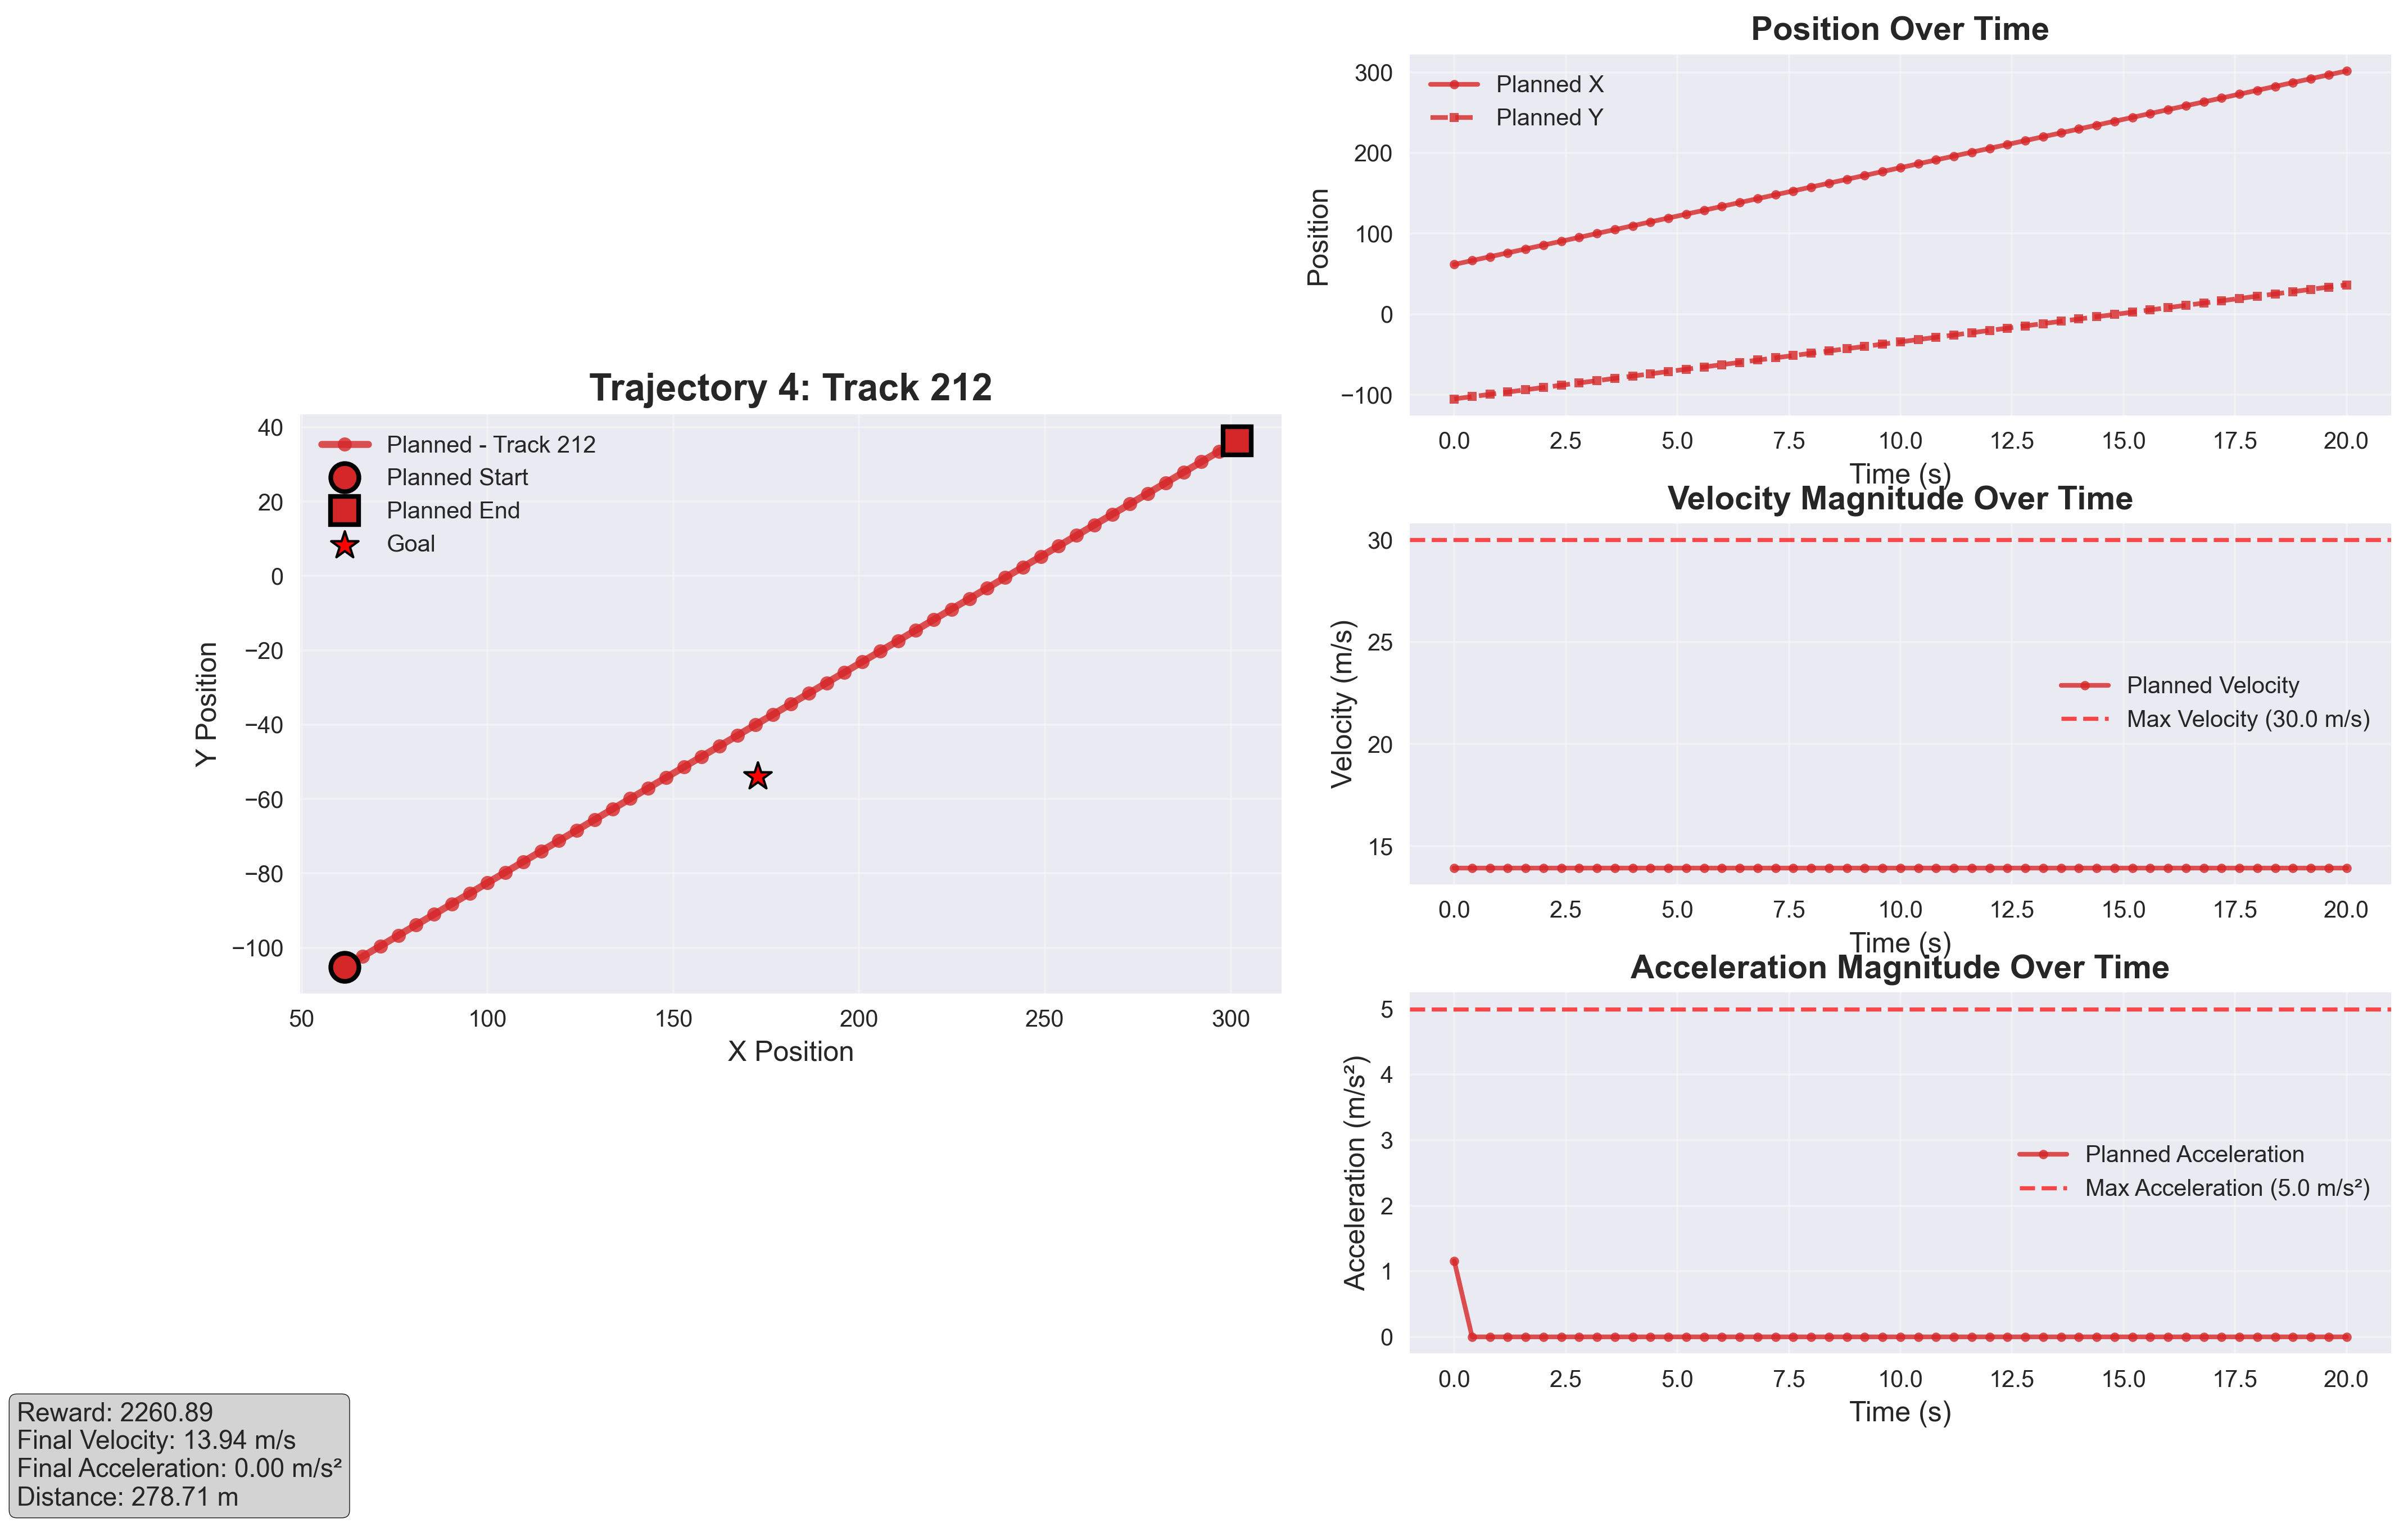 Trajectory 4: Track 212
40
20
0
−20
−40
−60
−80
−100
Y Position
50
100
150
200
250
300
X Position
Planned - Track 212
Planned Start
Planned End
Goal
Position Over Time
300
200
100
0
−100
Position
Planned X
Planned Y
0.0
2.5
5.0
7.5
10.0
12.5
15.0
17.5
20.0
Time (s)
Velocity Magnitude Over Time
30
25
20
15
Velocity (m/s)
Planned Velocity
Max Velocity (30.0 m/s)
0.0
2.5
5.0
7.5
10.0
12.5
15.0
17.5
20.0
Time (s)
Acceleration Magnitude Over Time
5
4
3
2
1
0
Acceleration (m/s²)
Planned Acceleration
Max Acceleration (5.0 m/s²)
0.0
2.5
5.0
7.5
10.0
12.5
15.0
17.5
20.0
Time (s)
Reward: 2260.89
Final Velocity: 13.94 m/s
Final Acceleration: 0.00 m/s²
Distance: 278.71 m